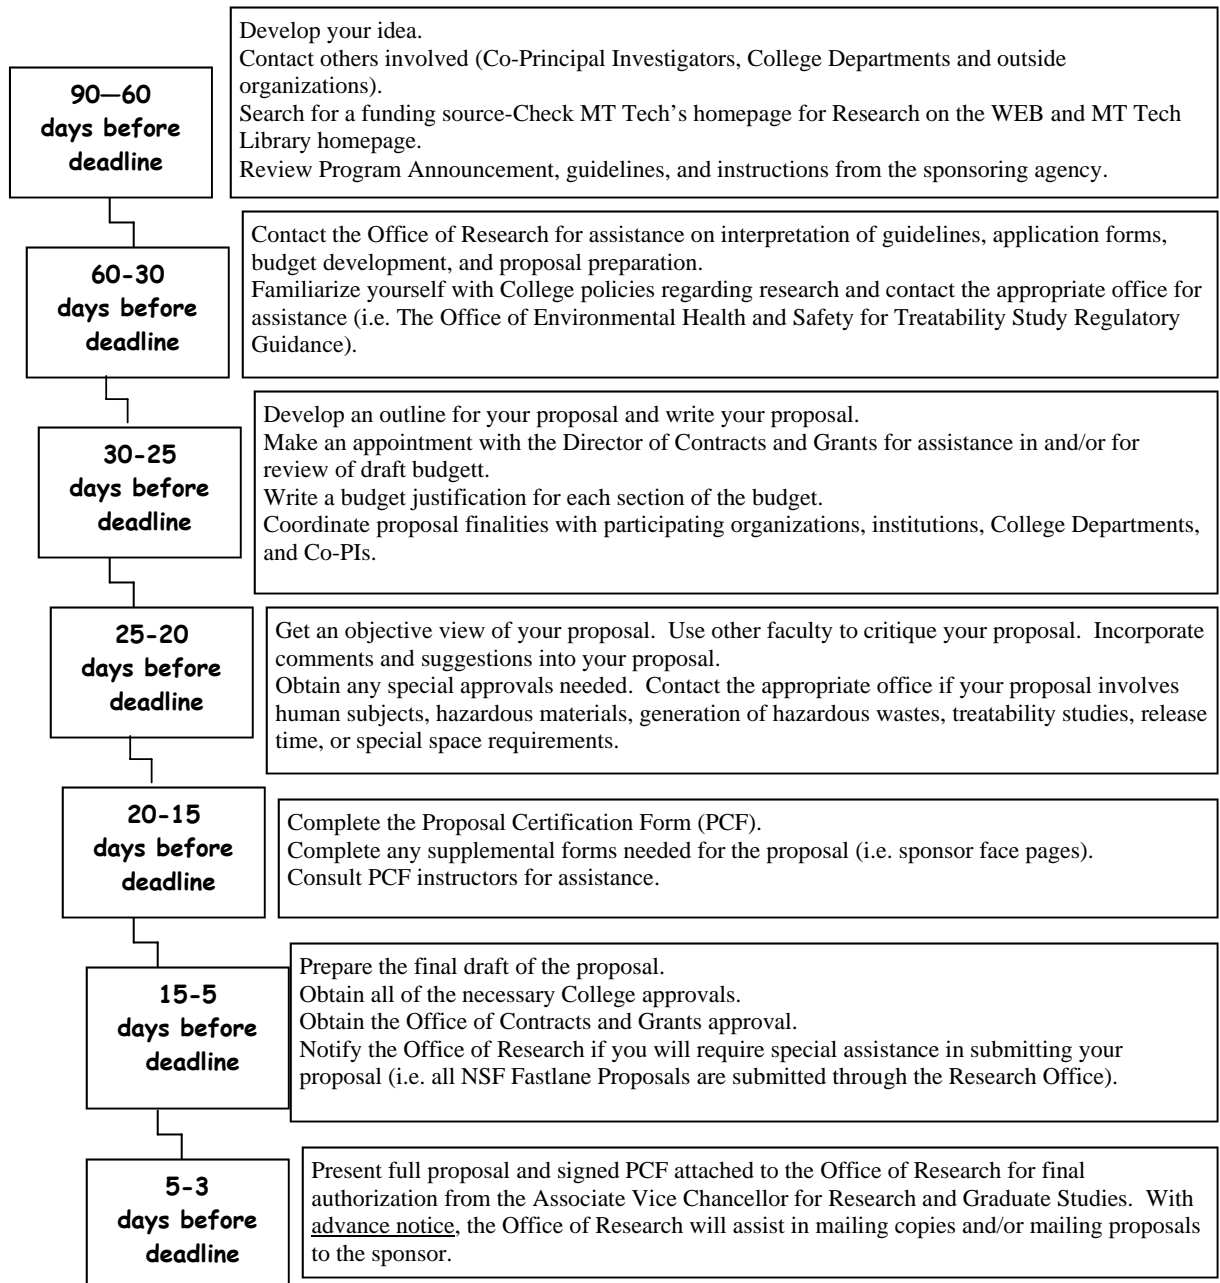 90—60
days before
deadline
Develop your idea.
Contact others involved (Co-Principal Investigators, College Departments and outside
organizations).
Search for a funding source-Check MT Tech’s homepage for Research on the WEB and MT Tech
Library homepage.
Review Program Announcement, guidelines, and instructions from the sponsoring agency.
60-30
days before
deadline
Contact the Office of Research for assistance on interpretation of guidelines, application forms,
budget development, and proposal preparation.
Familiarize yourself with College policies regarding research and contact the appropriate office for
assistance (i.e. The Office of Environmental Health and Safety for Treatability Study Regulatory
Guidance).
30-25
days before
deadline
Develop an outline for your proposal and write your proposal.
Make an appointment with the Director of Contracts and Grants for assistance in and/or for
review of draft budgett.
Write a budget justification for each section of the budget.
Coordinate proposal finalities with participating organizations, institutions, College Departments,
and Co-PIs.
25-20
days before
deadline
Get an objective view of your proposal.  Use other faculty to critique your proposal.  Incorporate
comments and suggestions into your proposal.
Obtain any special approvals needed.  Contact the appropriate office if your proposal involves
human subjects, hazardous materials, generation of hazardous wastes, treatability studies, release
time, or special space requirements.
20-15
days before
deadline
Complete the Proposal Certification Form (PCF).
Complete any supplemental forms needed for the proposal (i.e. sponsor face pages).
Consult PCF instructors for assistance.
15-5
days before
deadline
Prepare the final draft of the proposal.
Obtain all of the necessary College approvals.
Obtain the Office of Contracts and Grants approval.
Notify the Office of Research if you will require special assistance in submitting your
proposal (i.e. all NSF Fastlane Proposals are submitted through the Research Office).
5-3
days before
deadline
Present full proposal and signed PCF attached to the Office of Research for final
authorization from the Associate Vice Chancellor for Research and Graduate Studies.  With
advance notice, the Office of Research will assist in mailing copies and/or mailing proposals
to the sponsor.